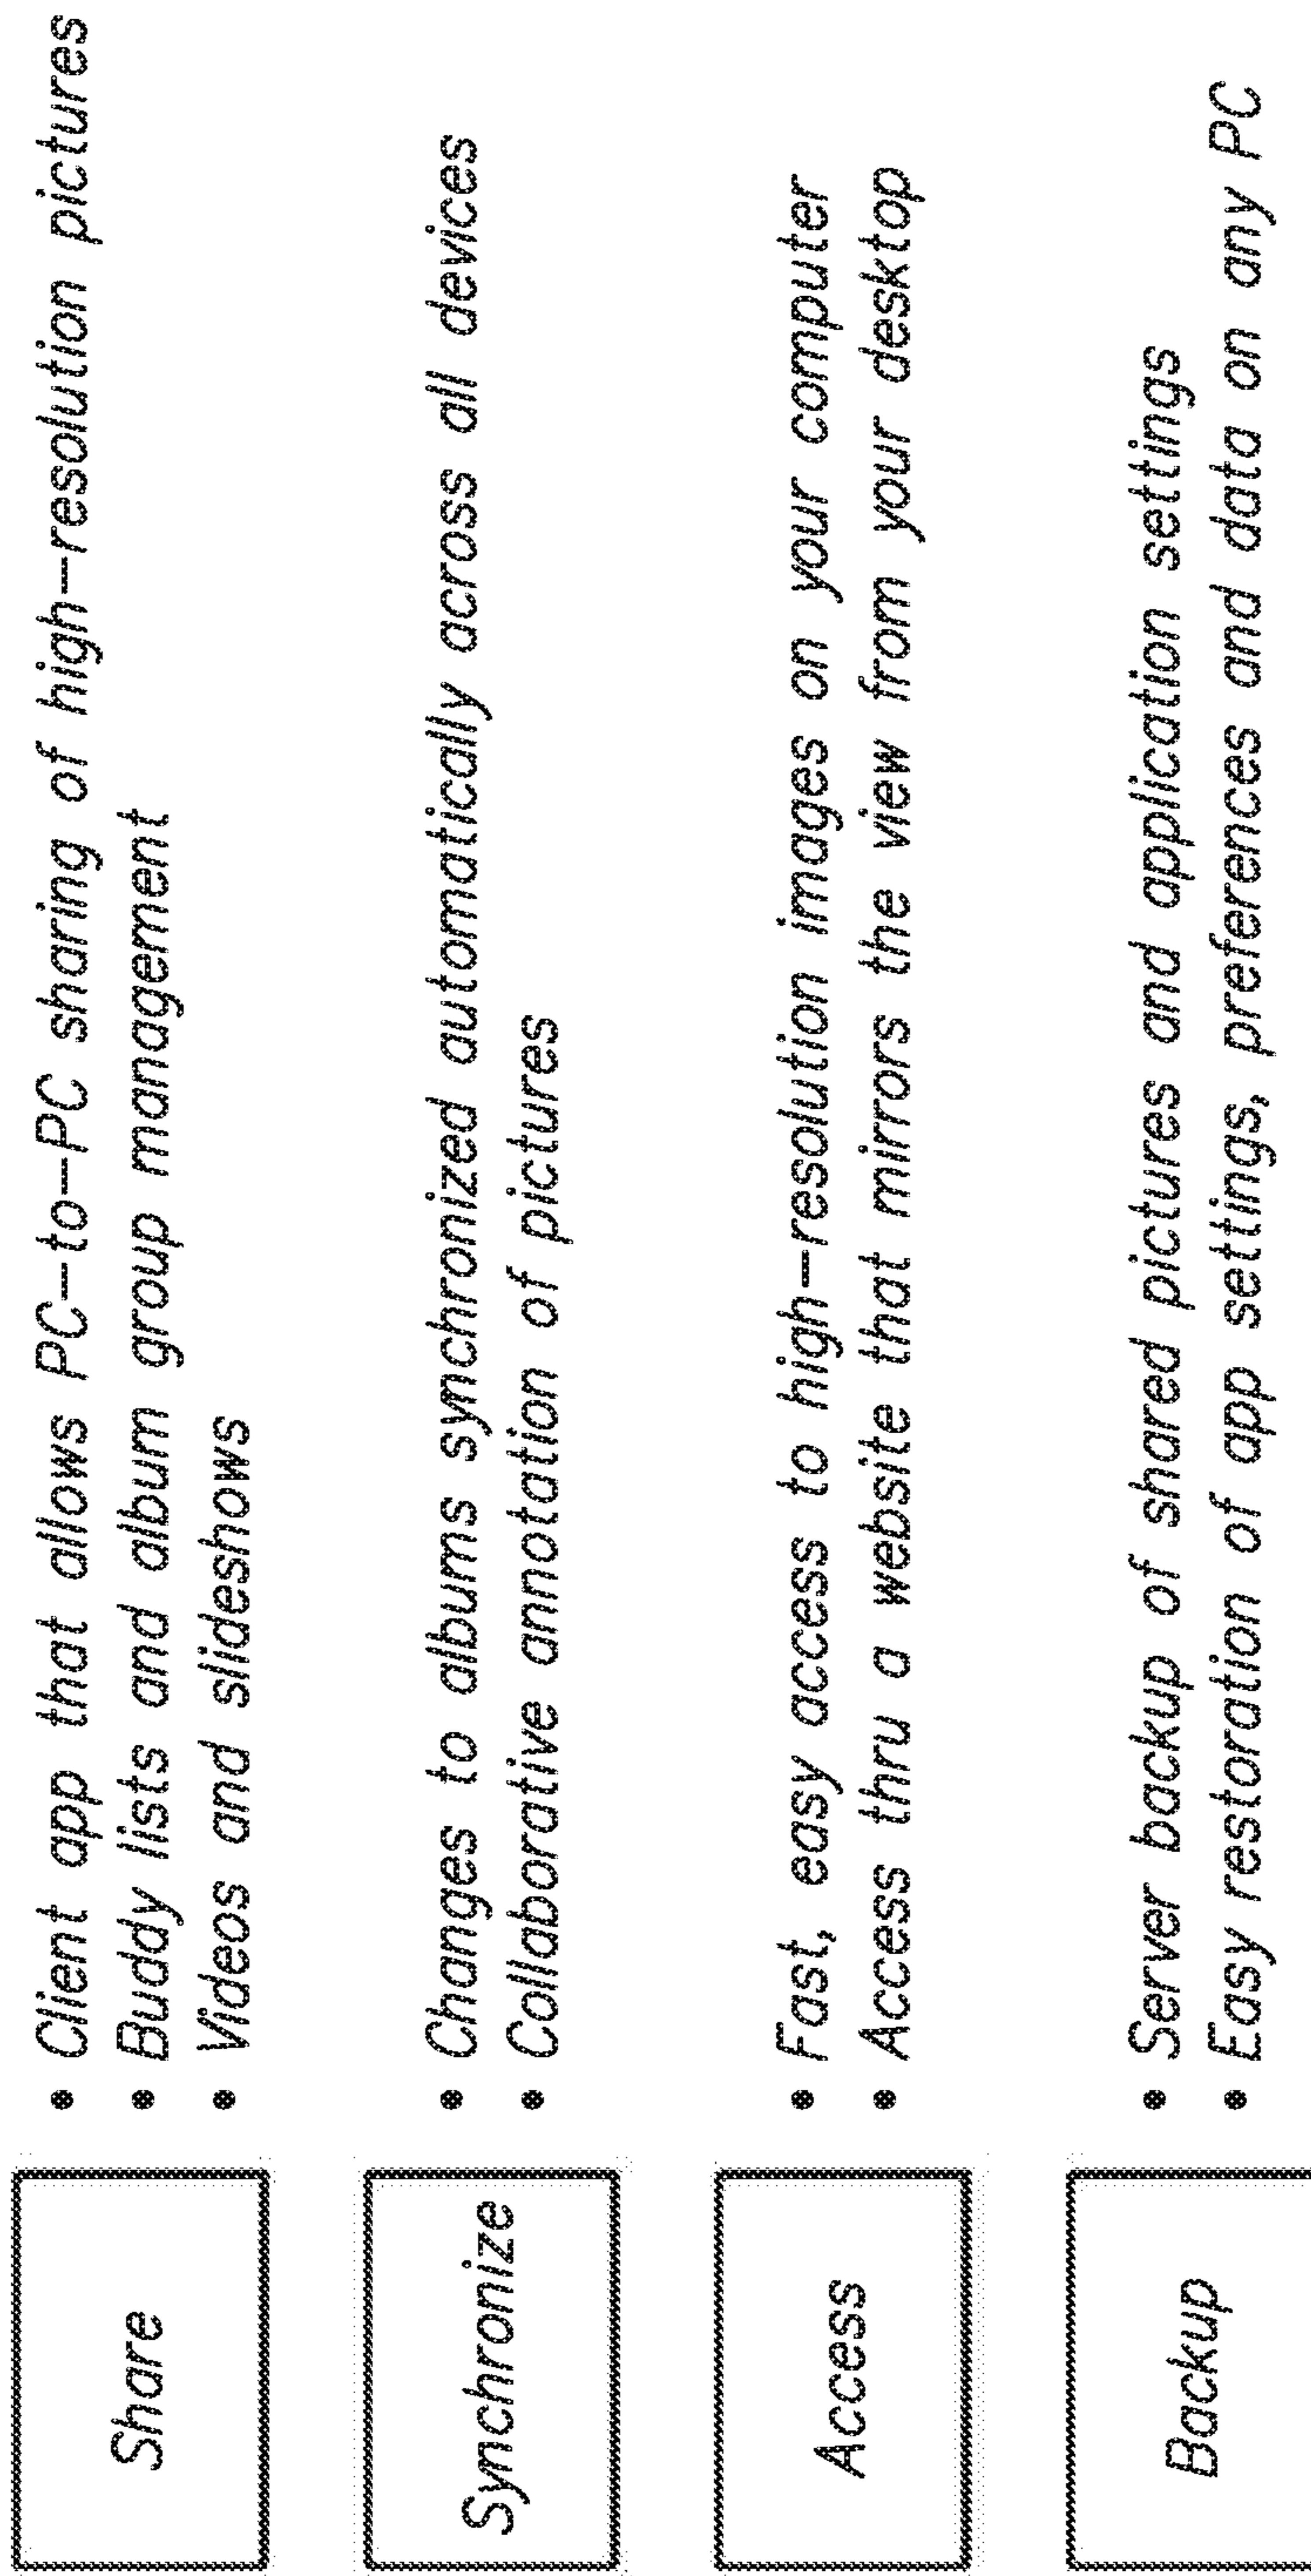 Share
• Client app that allows PC-to-PC sharing of high-resolution pictures
• Buddy lists and album group management
• Videos and slideshows
Synchronize
• Changes to albums synchronized automatically across all devices
• Collaborative annotation of pictures
Access
• Fast, easy access to high-resolution images on your computer
• Access thru a website that mirrors the view from your desktop
Backup
• Server backup of shared pictures and application settings
• Easy restoration of app settings, preferences and data on any PC